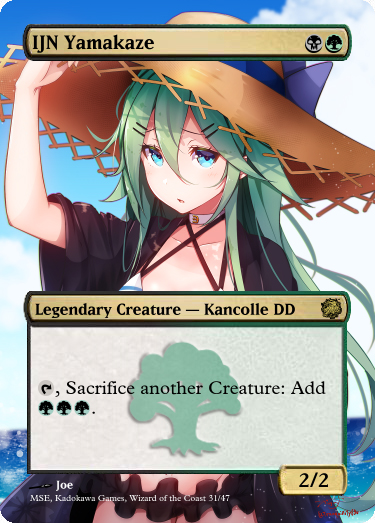 IJN Yamakaze
Legendary Creature — Kancolle DD
, Sacrifice another Creature: Add
.
2/2
Joe
MSE, Kadokawa Games, Wizard of the Coast 31/47